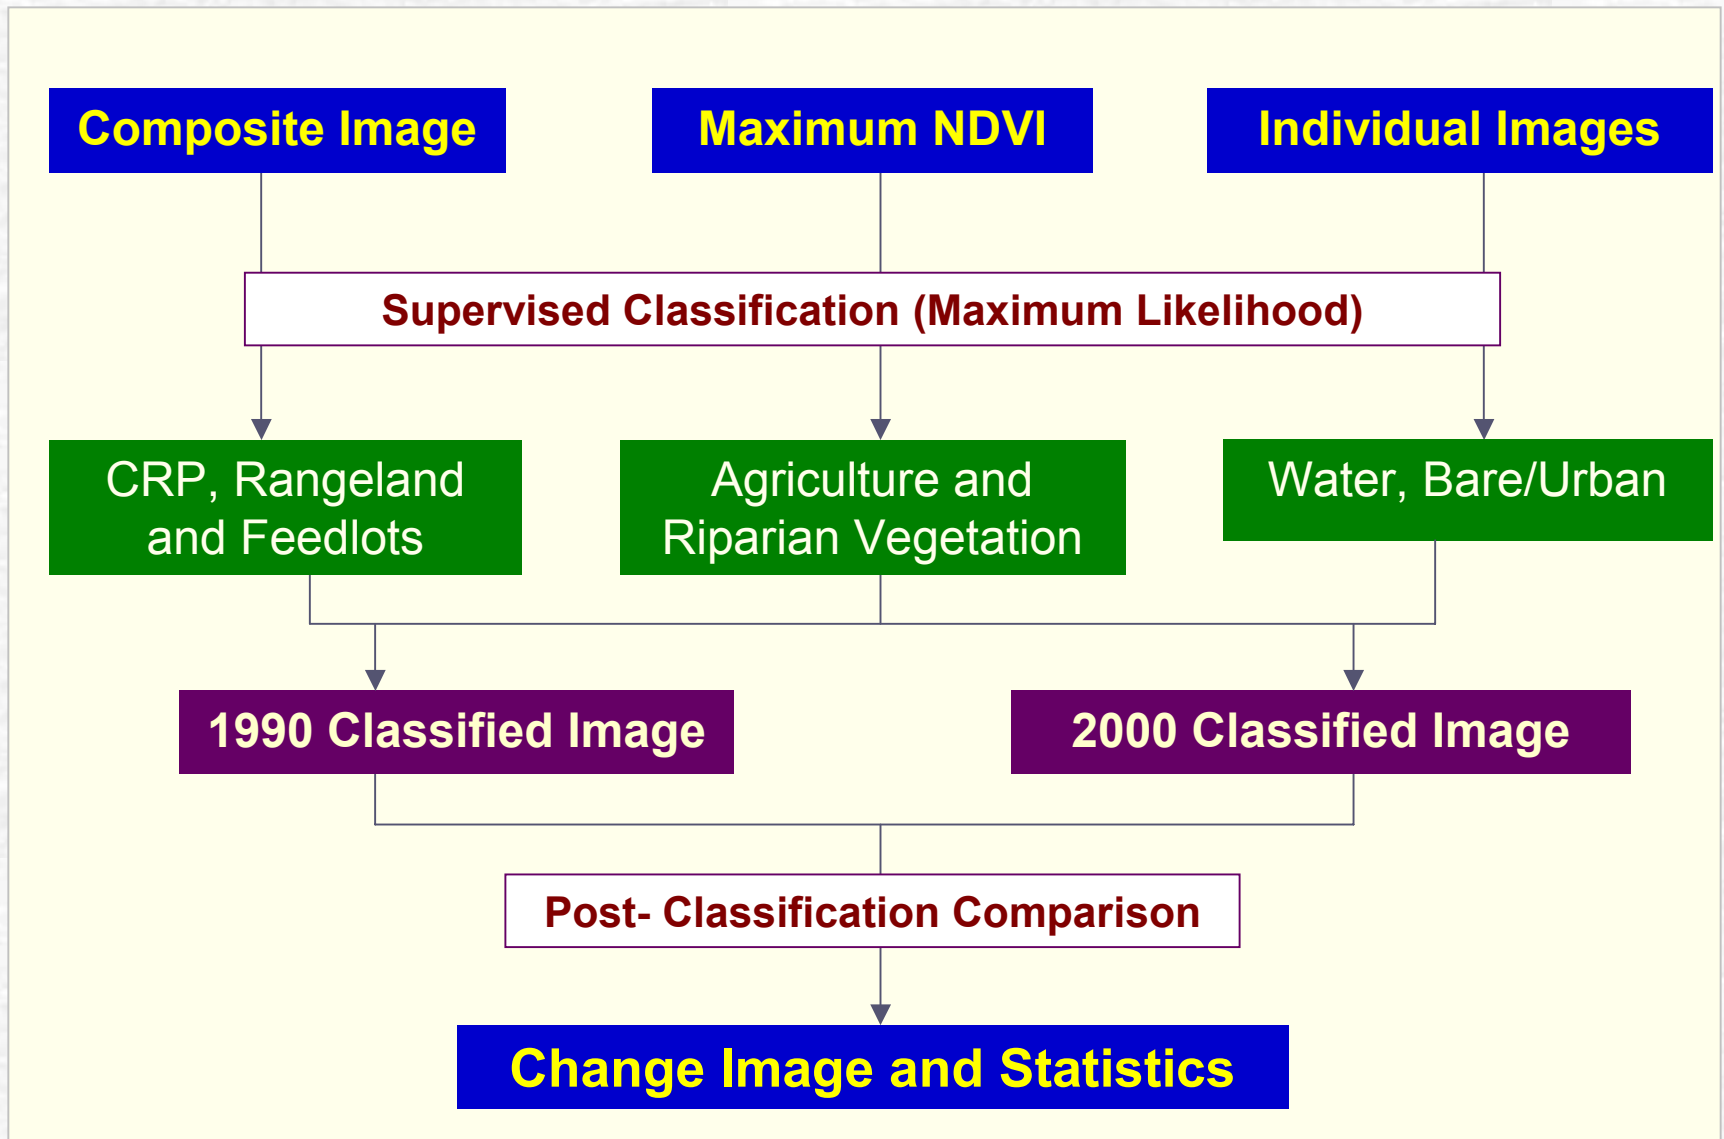 Composite Image
Maximum NDVI
Individual Images
Supervised Classification (Maximum Likelihood)
CRP, Rangeland
and Feedlots
Agriculture and
Riparian Vegetation
Water, Bare/Urban
1990 Classified Image
2000 Classified Image
Post- Classification Comparison
Change Image and Statistics